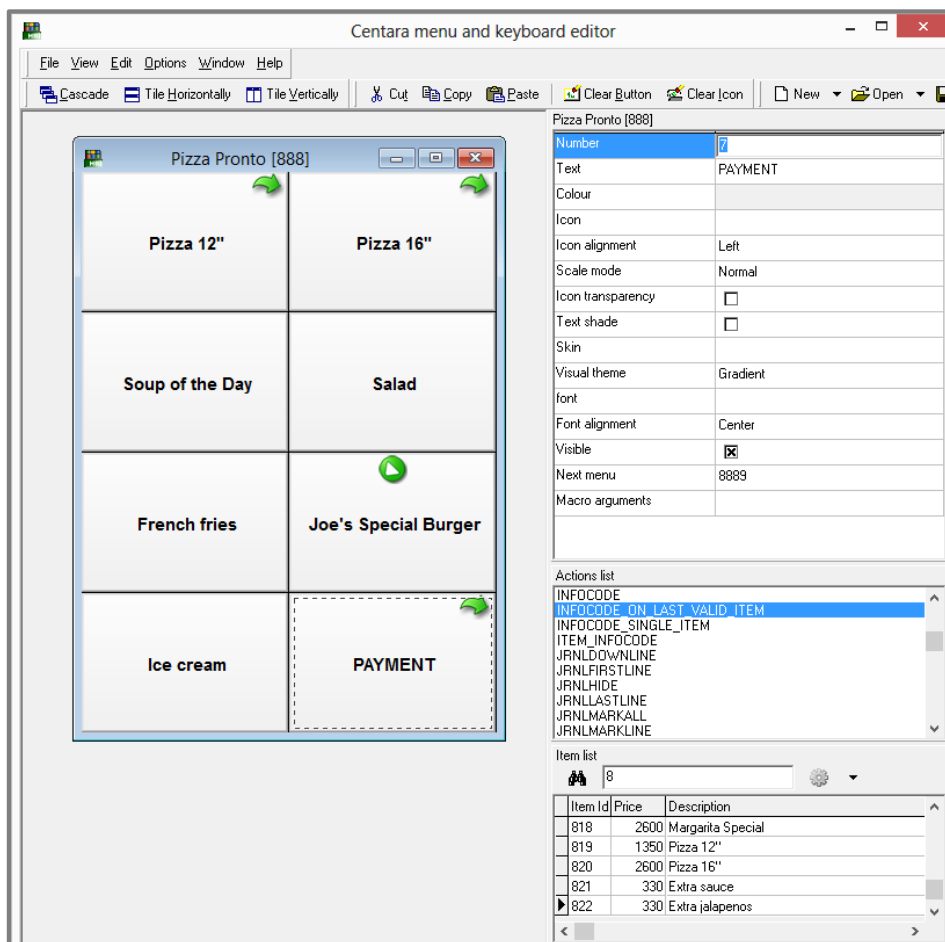 Centara menu and keyboard editor
File View Edit Options Window Help
Cascade Tile Horizontally Tile Vertically Cut Copy Paste Clear Button Clear Icon New Open
Pizza Pronto [888]
Pizza 12"
Pizza 16"
Soup of the Day
Salad
French fries
Joe's Special Burger
Ice cream
PAYMENT
Pizza Pronto [888]
Number 7
Text PAYMENT
Colour
Icon
Icon alignment Left
Scale mode Normal
Icon transparency
Text shade
Skin
Visual theme Gradient
font
Font alignment Center
Visible
Next menu 8889
Macro arguments
Actions list
INFOCODE
INFOCODE_ON_LAST_VALID_ITEM
INFOCODE_SINGLE_ITEM
ITEM_INFOCODE
JRNLDOWNLINE
JRNLFIRSTLINE
JRNLHIDE
JRNLLASTLINE
JRNLMARKALL
JRNLMARKLINE
Item list
8
Item Id Price Description
818 2600 Margarita Special
819 1350 Pizza 12"
820 2600 Pizza 16"
821 330 Extra sauce
822 330 Extra jalapenos